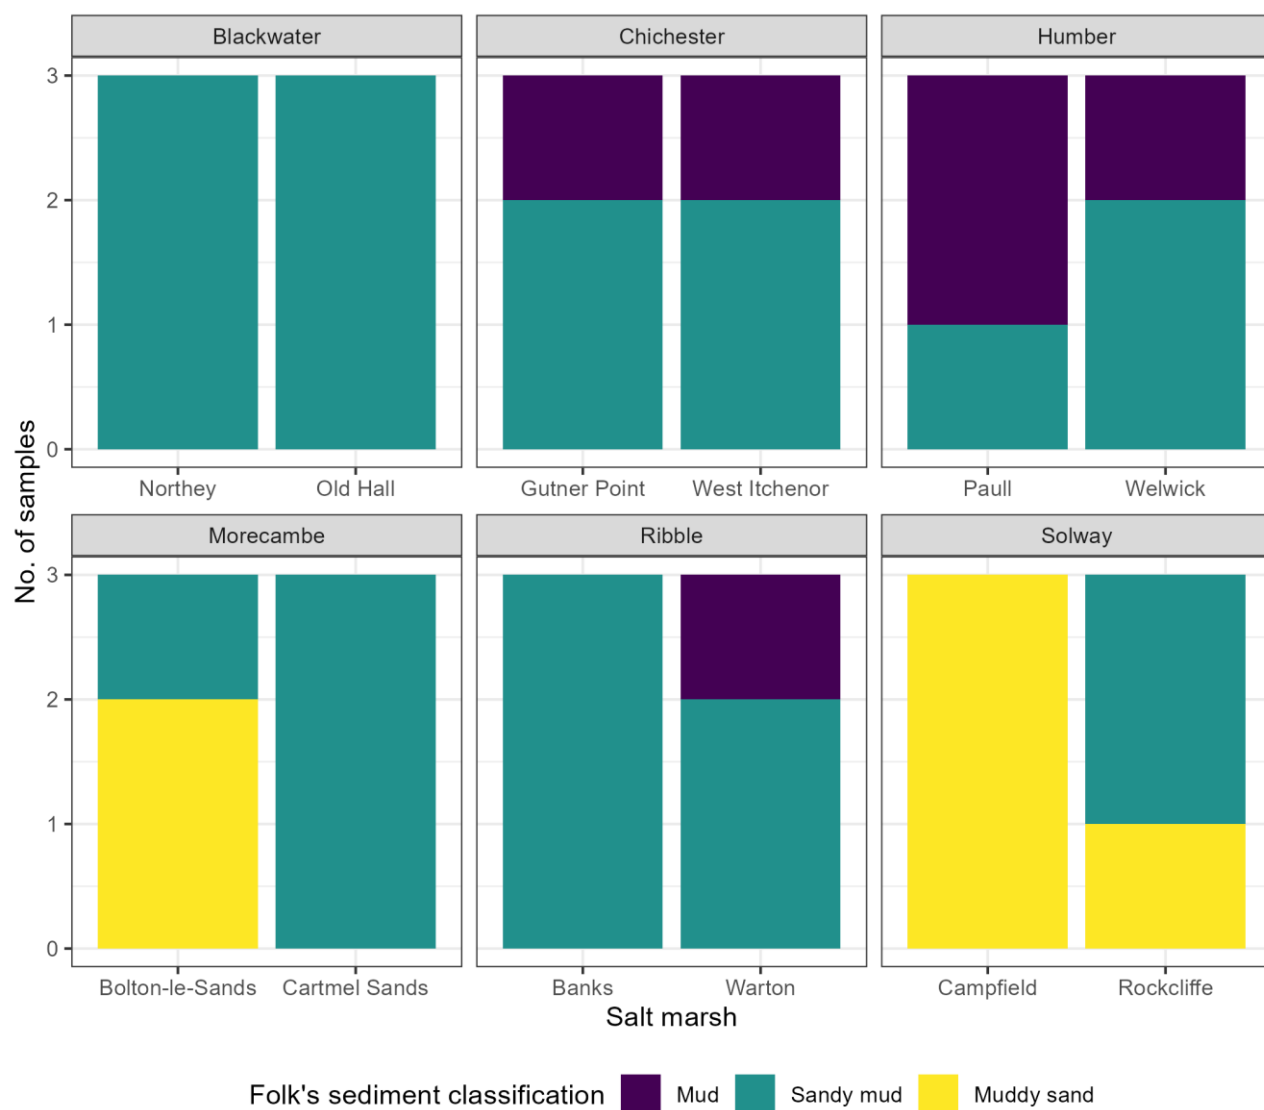 Blackwater Chichester Humber
3
2
1
0
Northey Old Hall Gutner Point West Itchenor Paull Welwick
No. of samples
Morecambe Ribble Solway
3
2
1
0
Bolton-le-Sands Cartmel Sands Banks Warton Campfield Rockcliffe
Salt marsh
Folk's sediment classification Mud Sandy mud Muddy sand